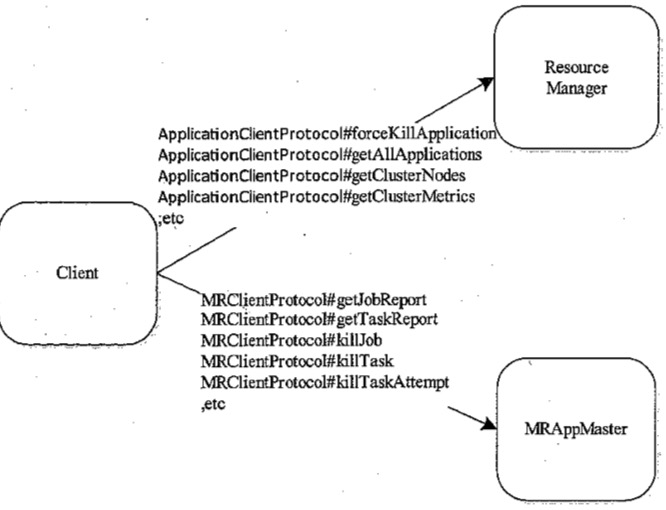 Resource
Manager
ApplicationClientProtocol#forceKillApplication
ApplicationClientProtocol#getAllApplications
ApplicationClientProtocol#getClusterNodes
ApplicationClientProtocol#getClusterMetrics
;etc
Client
MRClientProtocol#getJobReport
MRClientProtocol#getTaskReport
MRClientProtocol#killJob
MRClientProtocol#killTask
MRClientProtocol#killTaskAttempt
,etc
MRAppMaster